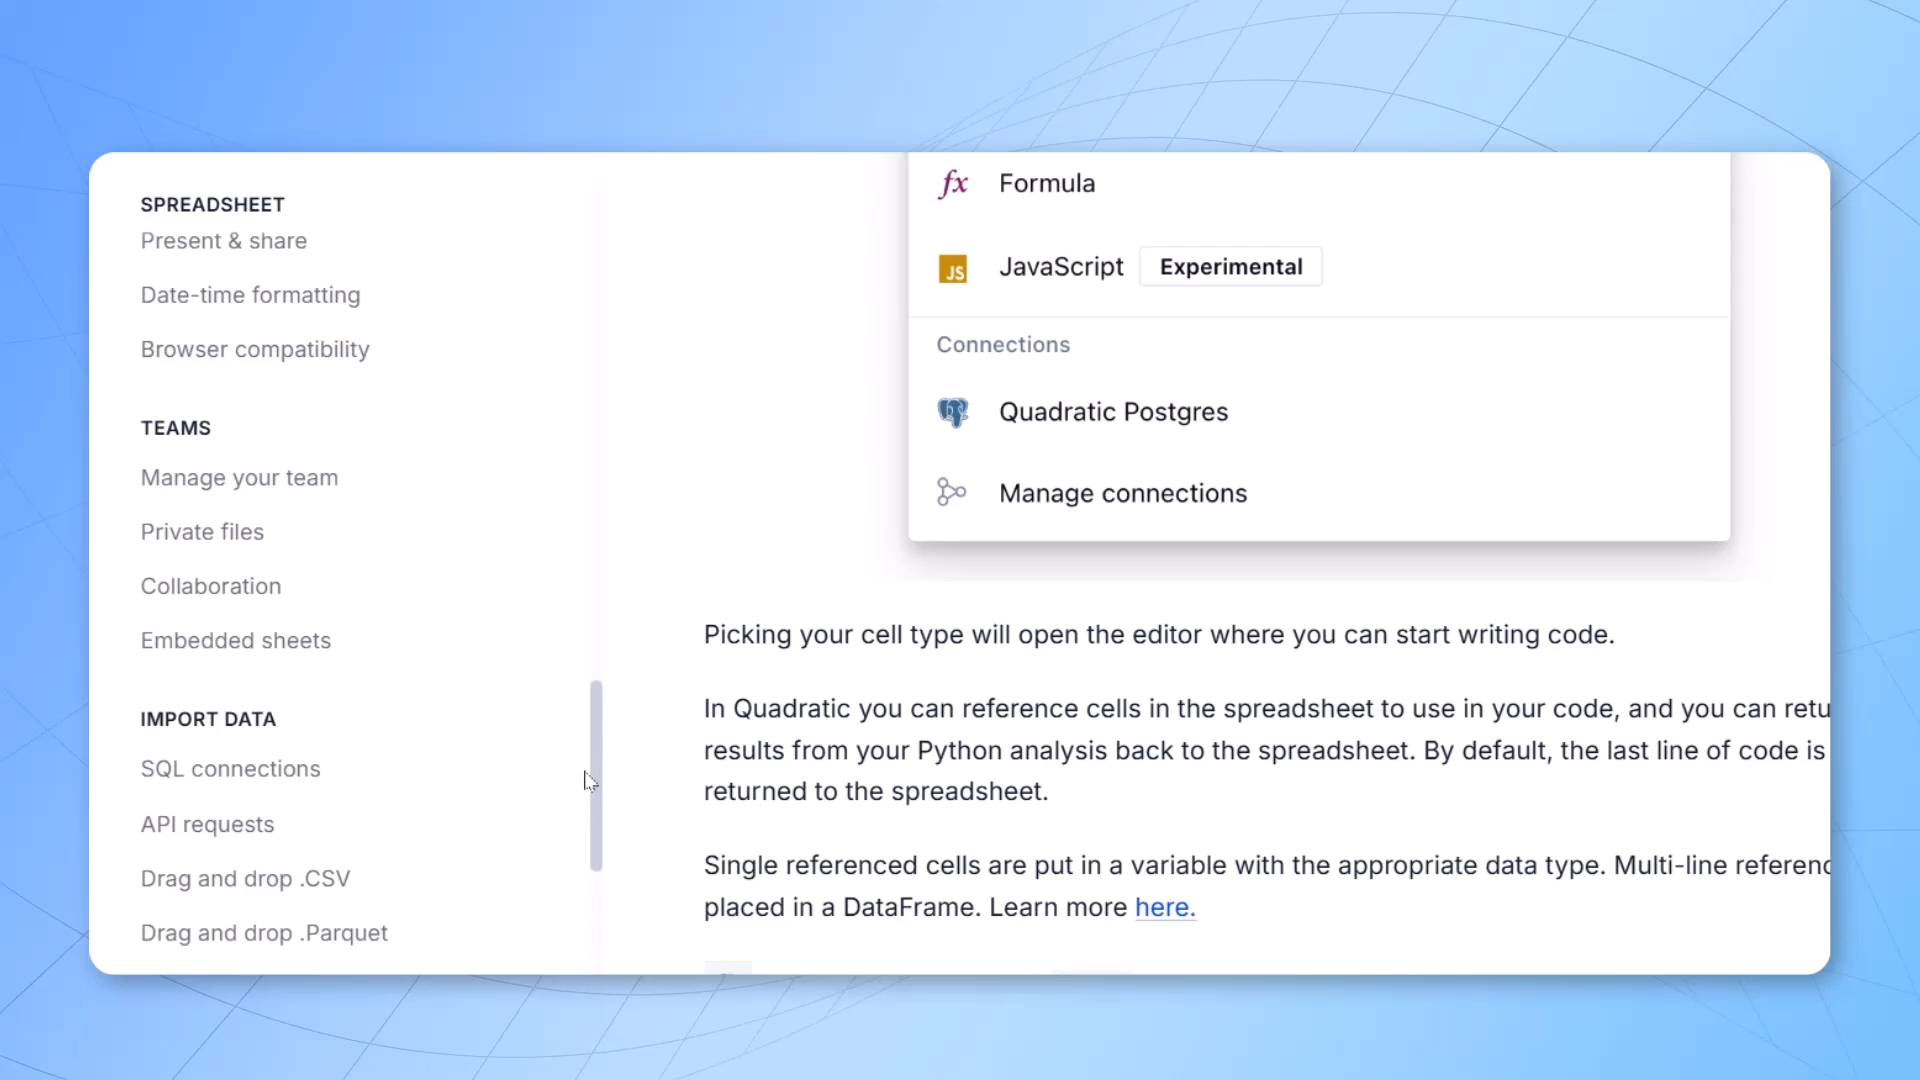 SPREADSHEET
Present & share
Date-time formatting
Browser compatibility
TEAMS
Manage your team
Private files
Collaboration
Embedded sheets
IMPORT DATA
SQL connections
API requests
Drag and drop .CSV
Drag and drop .Parquet
fx Formula
JS JavaScript Experimental
Connections
Quadratic Postgres
Manage connections
Picking your cell type will open the editor where you can start writing code.
In Quadratic you can reference cells in the spreadsheet to use in your code, and you can retu
results from your Python analysis back to the spreadsheet. By default, the last line of code is
returned to the spreadsheet.
Single referenced cells are put in a variable with the appropriate data type. Multi-line referenc
placed in a DataFrame. Learn more here.